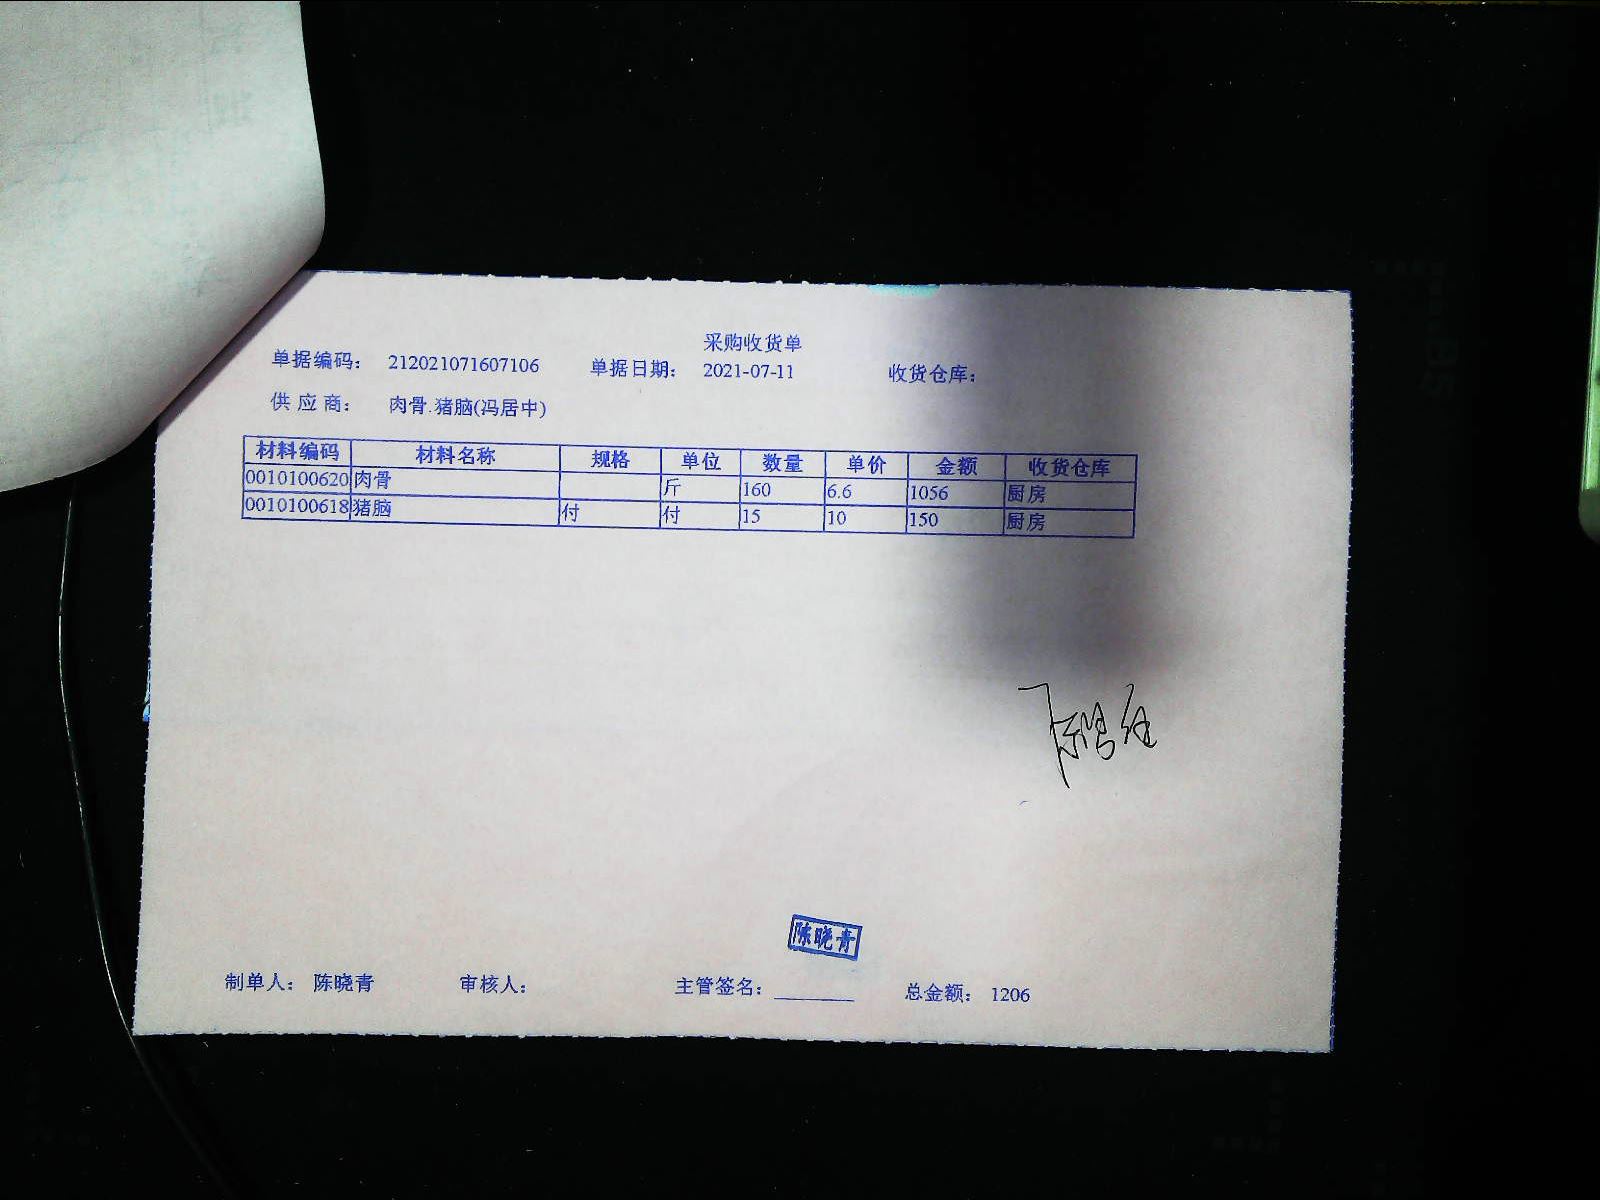 采购收货单
单据编码： 212021071607106 单据日期： 2021-07-11 收货仓库：
供 应 商： 肉骨.猪脑(冯居中)
材料编码 材料名称 规格 单位 数量 单价 金额 收货仓库
0010100620 肉骨 斤 160 6.6 1056 厨房
0010100618 猪脑 付 付 15 10 150 厨房
陈晓青
制单人： 陈晓青 审核人： 主管签名：________ 总金额： 1206